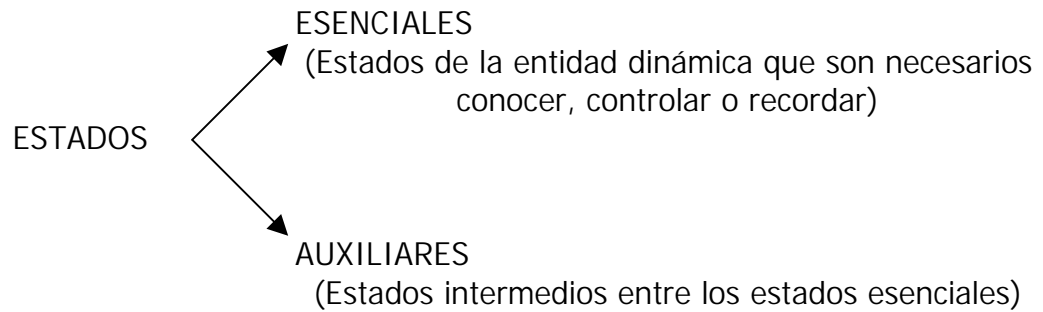 ESENCIALES
(Estados de la entidad dinámica que son necesarios
conocer, controlar o recordar)
ESTADOS
AUXILIARES
(Estados intermedios entre los estados esenciales)